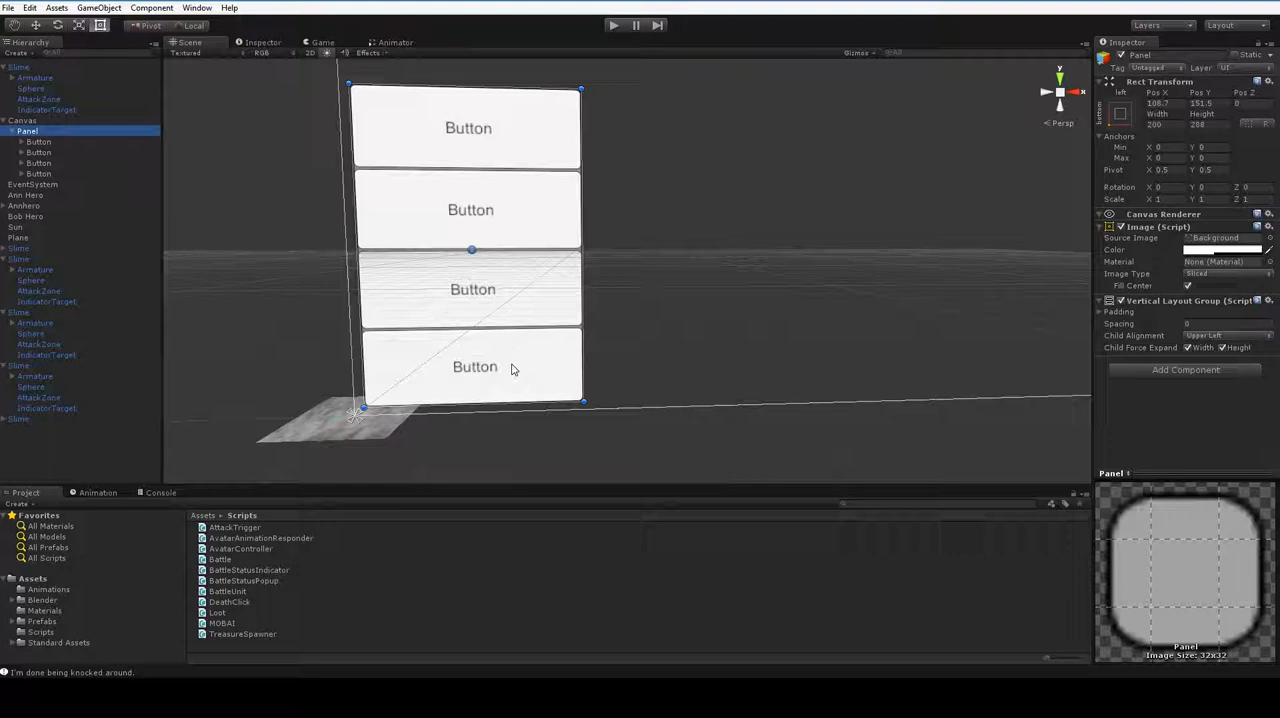 File Edit Assets GameObject Component Window Help
Pivot Local Layers Layout
Hierarchy Scene Inspector Game Animator Inspector
Create All Textured RGB 2D Effects Gizmos All
Panel Static
Tag Untagged Layer UI
Slime
Armature
Sphere
AttackZone
IndicatorTarget
Canvas
Panel
Button
Button
Button
Button
EventSystem
Ann Hero
Annhero
Bob Hero
Sun
Plane
Slime
Slime
Armature
Sphere
AttackZone
IndicatorTarget
Slime
Armature
Sphere
AttackZone
IndicatorTarget
Slime
Armature
Sphere
AttackZone
IndicatorTarget
Slime
Button
Button
Button
Button
y
x
Persp
Rect Transform
left Pos X Pos Y Pos Z
108.7 151.5 0
bottom Width Height
200 288 R
Anchors
Min X 0 Y 0
Max X 0 Y 0
Pivot X 0.5 Y 0.5
Rotation X 0 Y 0 Z 0
Scale X 1 Y 1 Z 1
Canvas Renderer
Image (Script)
Source Image Background
Color
Material None (Material)
Image Type Sliced
Fill Center
Vertical Layout Group (Script
Padding
Spacing 0
Child Alignment Upper Left
Child Force Expand Width Height
Add Component
Panel
Panel
Image Size: 32x32
Project Animation Console
Create
Favorites
All Materials
All Models
All Prefabs
All Scripts
Assets
Animations
Blender
Materials
Prefabs
Scripts
Standard Assets
Assets Scripts
AttackTrigger
AvatarAnimationResponder
AvatarController
Battle
BattleStatusIndicator
BattleStatusPopup
BattleUnit
DeathClick
Loot
MOBAI
TreasureSpawner
I'm done being knocked around.